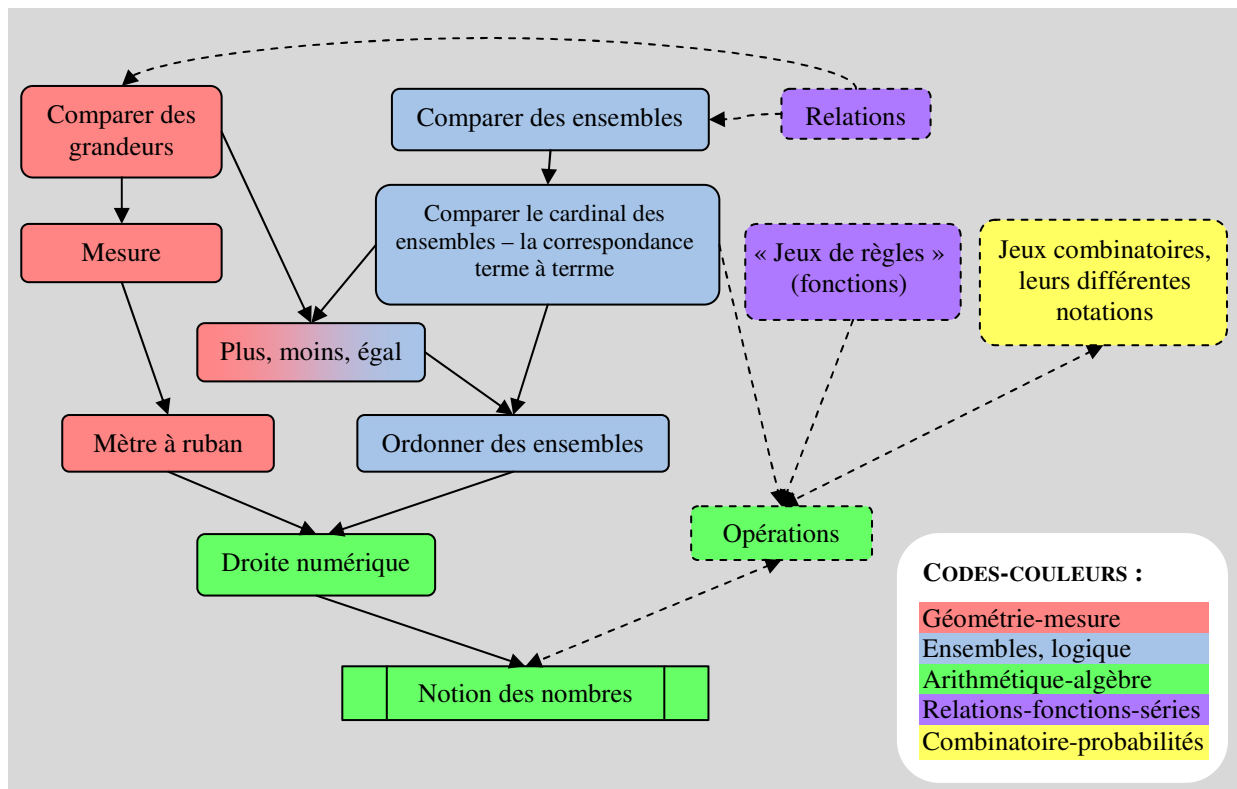 Comparer des
grandeurs
Comparer des ensembles
Relations
Mesure
Comparer le cardinal des
ensembles – la correspondance
terme à terrme
« Jeux de règles »
(fonctions)
Jeux combinatoires,
leurs différentes
notations
Plus, moins, égal
Mètre à ruban
Ordonner des ensembles
Opérations
Droite numérique
Notion des nombres
CODES-COULEURS :
Géométrie-mesure
Ensembles, logique
Arithmétique-algèbre
Relations-fonctions-séries
Combinatoire-probabilités